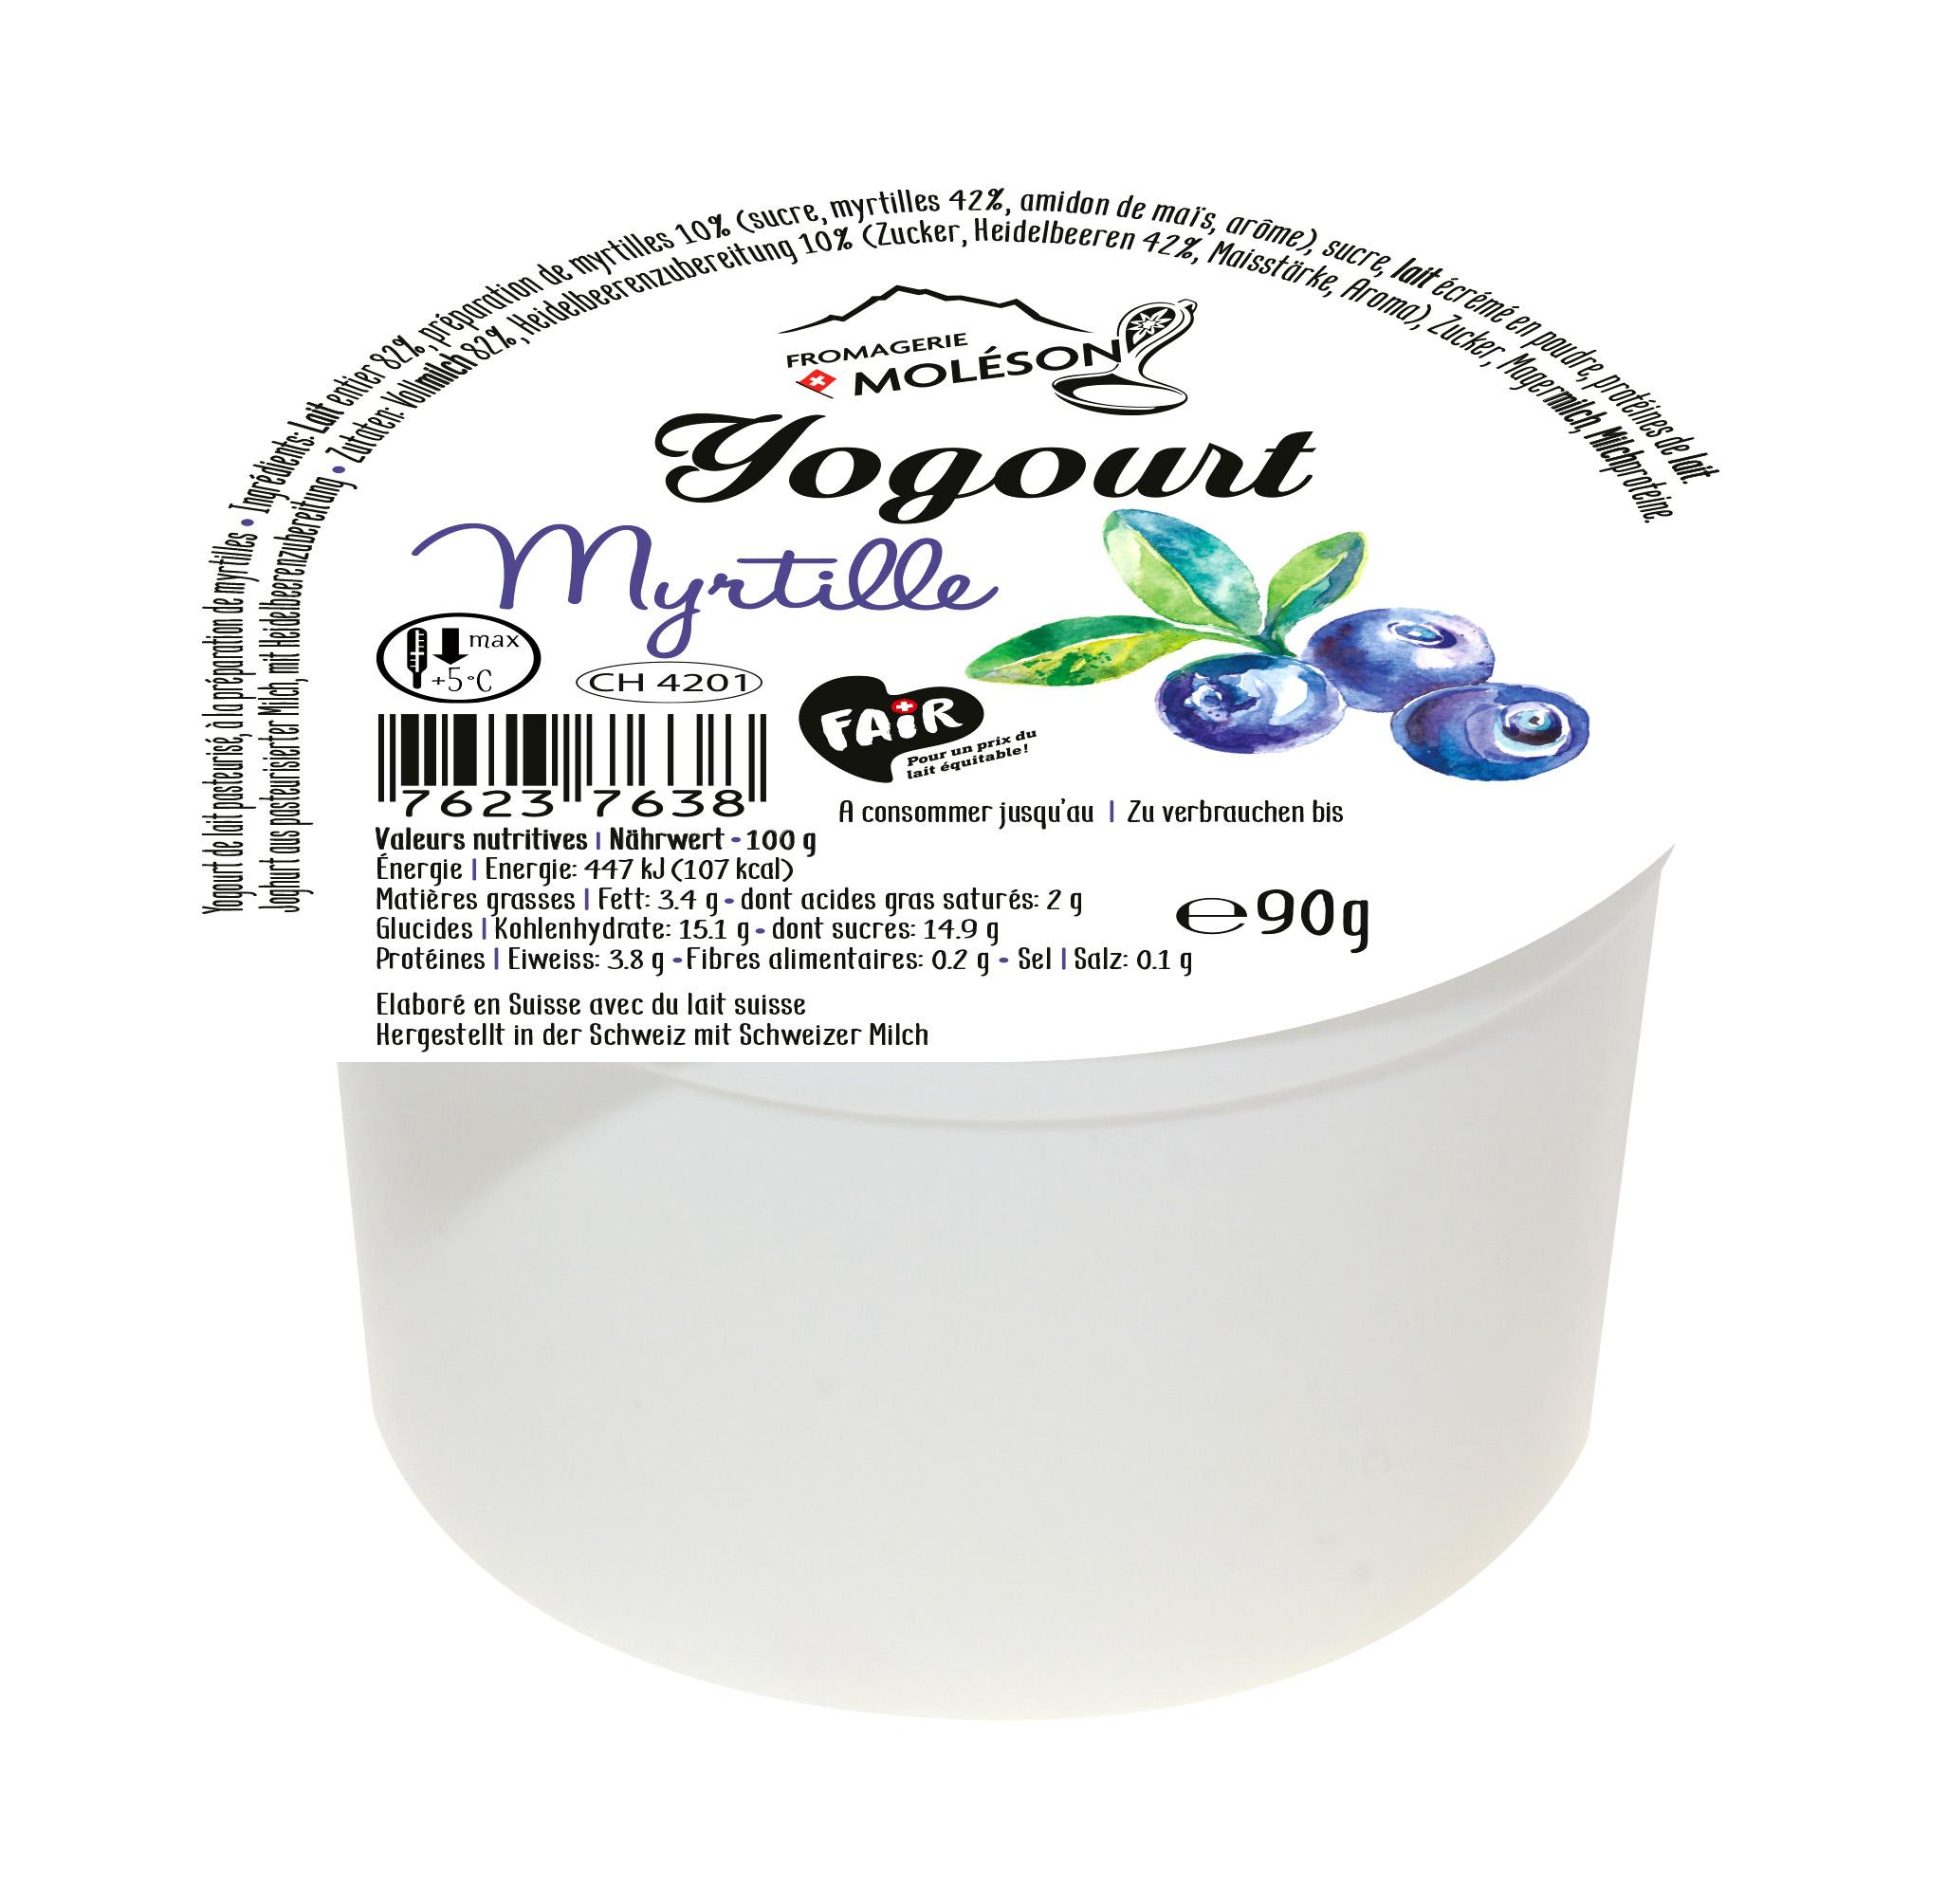 Yogourt de lait pasteurisé, à la préparation de myrtilles • Ingrédients: Lait entier 82%, préparation de myrtilles 10% (sucre, myrtilles 42%, amidon de maïs, arôme), sucre, lait écrémé en poudre, protéines de lait.
Joghurt aus pasteurisierter Milch, mit Heidelbeerenzubereitung • Zutaten: Vollmilch 82%, Heidelbeerenzubereitung 10% (Zucker, Heidelbeeren 42%, Maisstärke, Aroma), Zucker, Magermilch, Milchproteine.
FROMAGERIE
MOLÉSON
Yogourt
Myrtille
max
+5°C
CH 4201
FAiR
Pour un prix du
lait équitable!
7623 7638
A consommer jusqu'au | Zu verbrauchen bis
Valeurs nutritives | Nährwert - 100 g
Énergie | Energie: 447 kJ (107 kcal)
Matières grasses | Fett: 3.4 g - dont acides gras saturés: 2 g
Glucides | Kohlenhydrate: 15.1 g - dont sucres: 14.9 g
Protéines | Eiweiss: 3.8 g - Fibres alimentaires: 0.2 g - Sel | Salz: 0.1 g
℮90g
Elaboré en Suisse avec du lait suisse
Hergestellt in der Schweiz mit Schweizer Milch